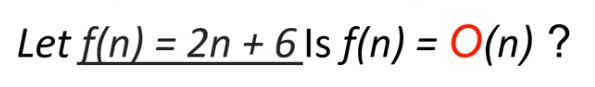 Let f(n) = 2n + 6 Is f(n) = O(n) ?